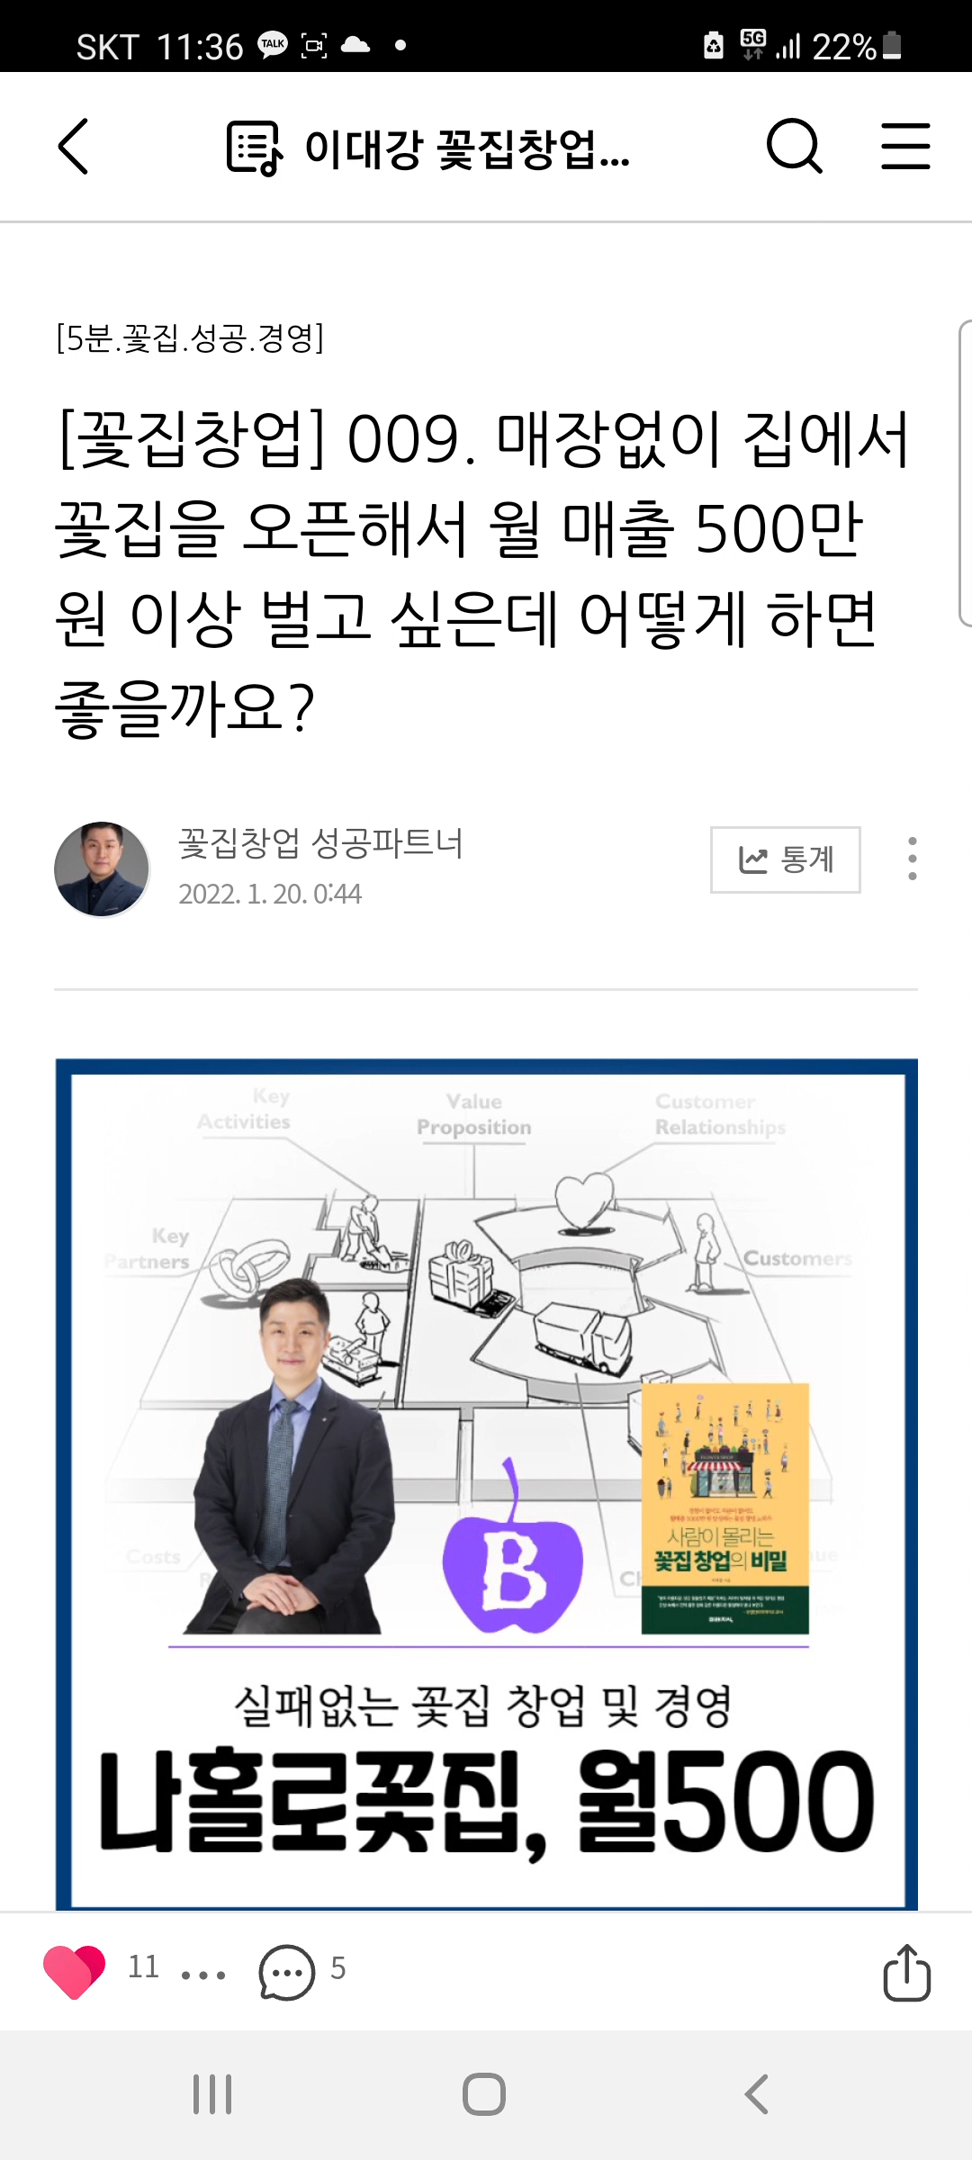 SKT 11:36 TALK 5G 22%
이대강 꽃집창업...
[5분.꽃집.성공.경영]
[꽃집창업] 009. 매장없이 집에서
꽃집을 오픈해서 월 매출 500만
원 이상 벌고 싶은데 어떻게 하면
좋을까요?
꽃집창업 성공파트너
2022. 1. 20. 0:44
통계
Key
Activities
Value
Proposition
Customer
Relationships
Key
Partners
Customers
Costs
B
사람이 몰리는
꽃집 창업의 비밀
실패없는 꽃집 창업 및 경영
나홀로꽃집, 월500
11
5